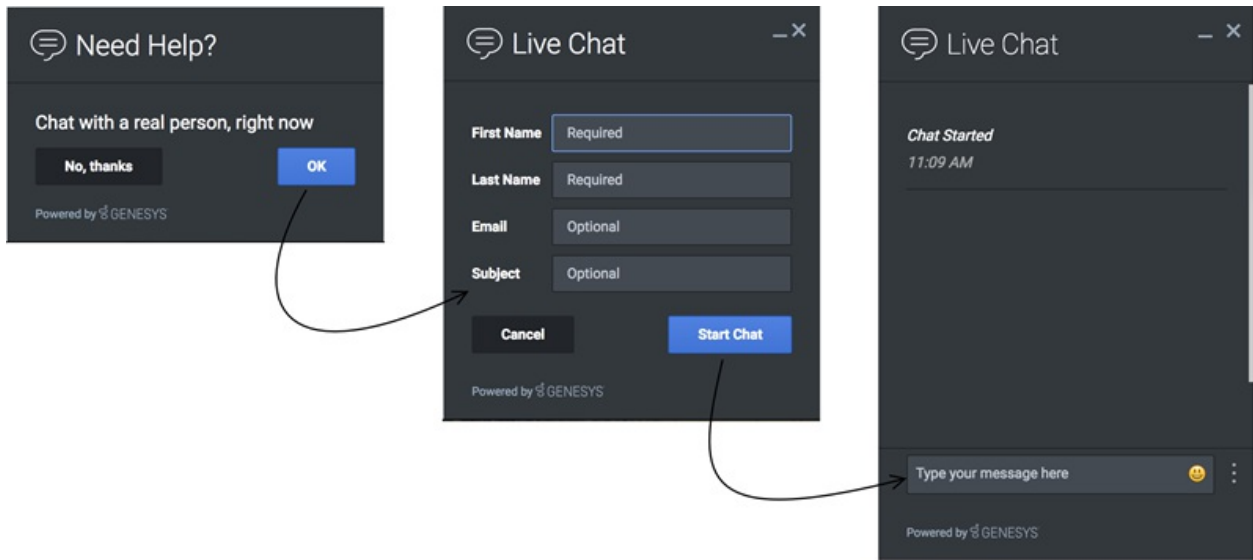 Need Help?
Chat with a real person, right now
No, thanks
OK
Powered by GENESYS
Live Chat
First Name Required
Last Name Required
Email Optional
Subject Optional
Cancel
Start Chat
Powered by GENESYS
Live Chat
Chat Started
11:09 AM
Type your message here
Powered by GENESYS